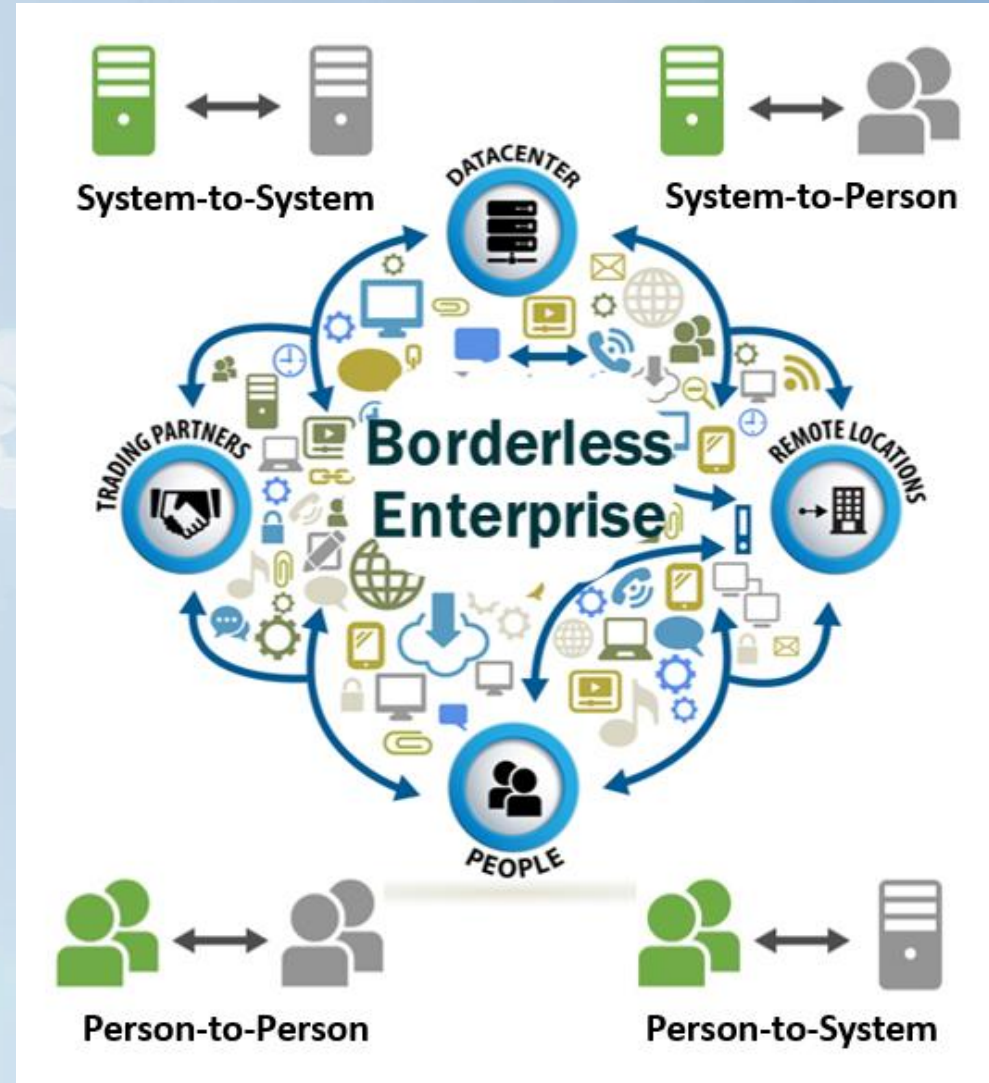 System-to-System
System-to-Person
DATACENTER
TRADING PARTNERS
Borderless
Enterprise
REMOTE LOCATIONS
PEOPLE
Person-to-Person
Person-to-System